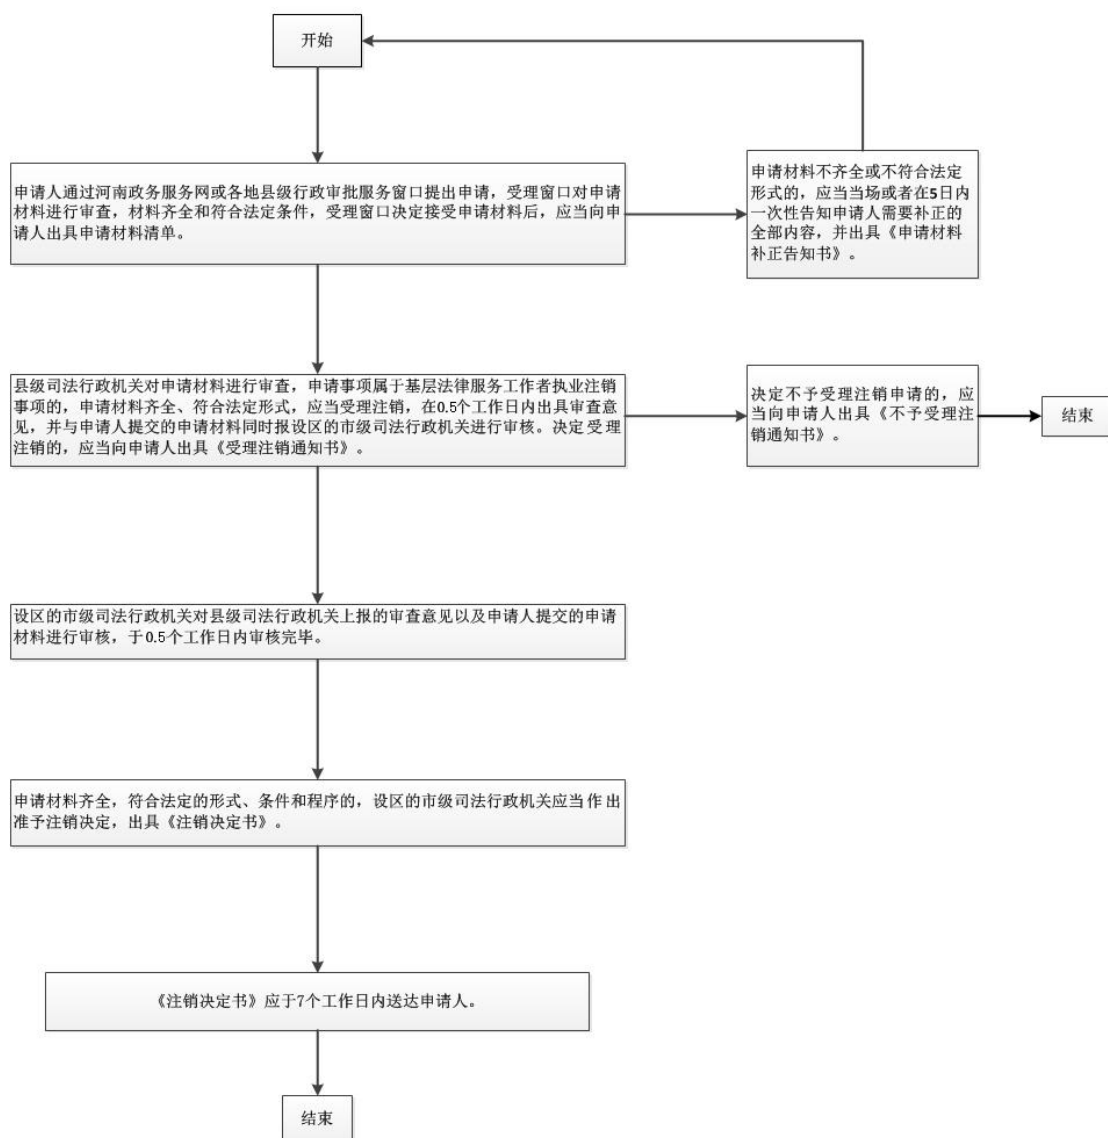 开始
申请人通过河南政务服务网或各地县级行政审批服务窗口提出申请，受理窗口对申请
材料进行审查，材料齐全和符合法定条件，受理窗口决定接受申请材料后，应当向申
请人出具申请材料清单。
申请材料不齐全或不符合法定
形式的，应当当场或者在5日内
一次性告知申请人需要补正的
全部内容，并出具《申请材料
补正告知书》。
县级司法行政机关对申请材料进行审查，申请事项属于基层法律服务工作者执业注销
事项的，申请材料齐全、符合法定形式，应当受理注销，在0.5个工作日内出具审查意
见，并与申请人提交的申请材料同时报设区的市级司法行政机关进行审核。决定受理
注销的，应当向申请人出具《受理注销通知书》。
决定不予受理注销申请的，应
当向申请人出具《不予受理注
销通知书》。
结束
设区的市级司法行政机关对县级司法行政机关上报的审查意见以及申请人提交的申请
材料进行审核，于0.5个工作日内审核完毕。
申请材料齐全，符合法定的形式、条件和程序的，设区的市级司法行政机关应当作出
准予注销决定，出具《注销决定书》。
《注销决定书》应于7个工作日内送达申请人。
结束